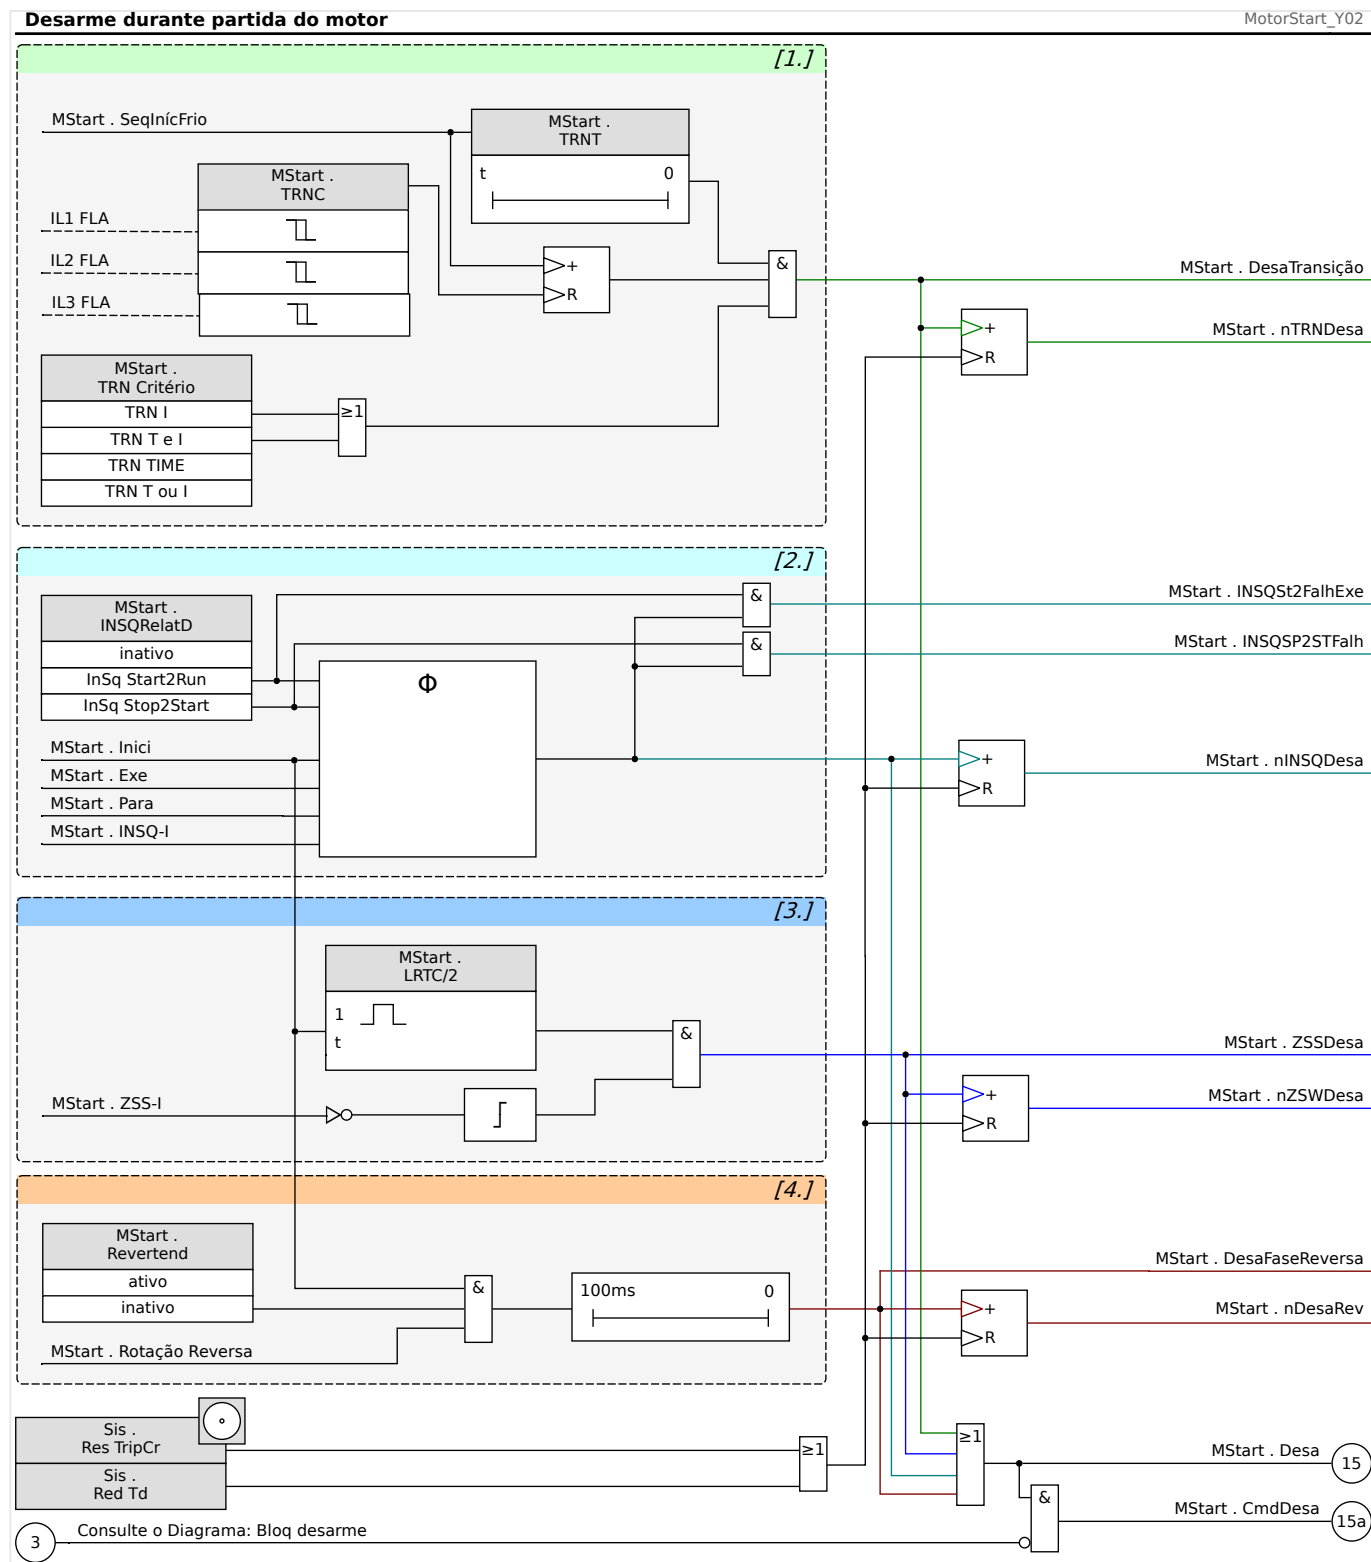 Desarme durante partida do motor
MotorStart_Y02
[1.]
MStart . SeqInícFrio
MStart .
TRNT
t
0
MStart .
TRNC
IL1 FLA
IL2 FLA
IL3 FLA
+
R
&
MStart . DesaTransição
+
R
MStart . nTRNDesa
MStart .
TRN Critério
TRN I
TRN T e I
TRN TIME
TRN T ou I
≥1
[2.]
MStart .
INSQRelatD
inativo
InSq Start2Run
InSq Stop2Start
Φ
&
&
MStart . INSQSt2FalhExe
MStart . INSQSP2STFalh
MStart . Inici
MStart . Exe
MStart . Para
MStart . INSQ-I
+
R
MStart . nINSQDesa
[3.]
MStart .
LRTC/2
1
t
&
MStart . ZSS-I
MStart . ZSSDesa
+
R
MStart . nZSWDesa
[4.]
MStart .
Revertend
ativo
inativo
MStart . Rotação Reversa
&
100ms
0
MStart . DesaFaseReversa
+
R
MStart . nDesaRev
Sis .
Res TripCr
Sis .
Red Td
≥1
≥1
MStart . Desa
15
&
MStart . CmdDesa
15a
3
Consulte o Diagrama: Bloq desarme